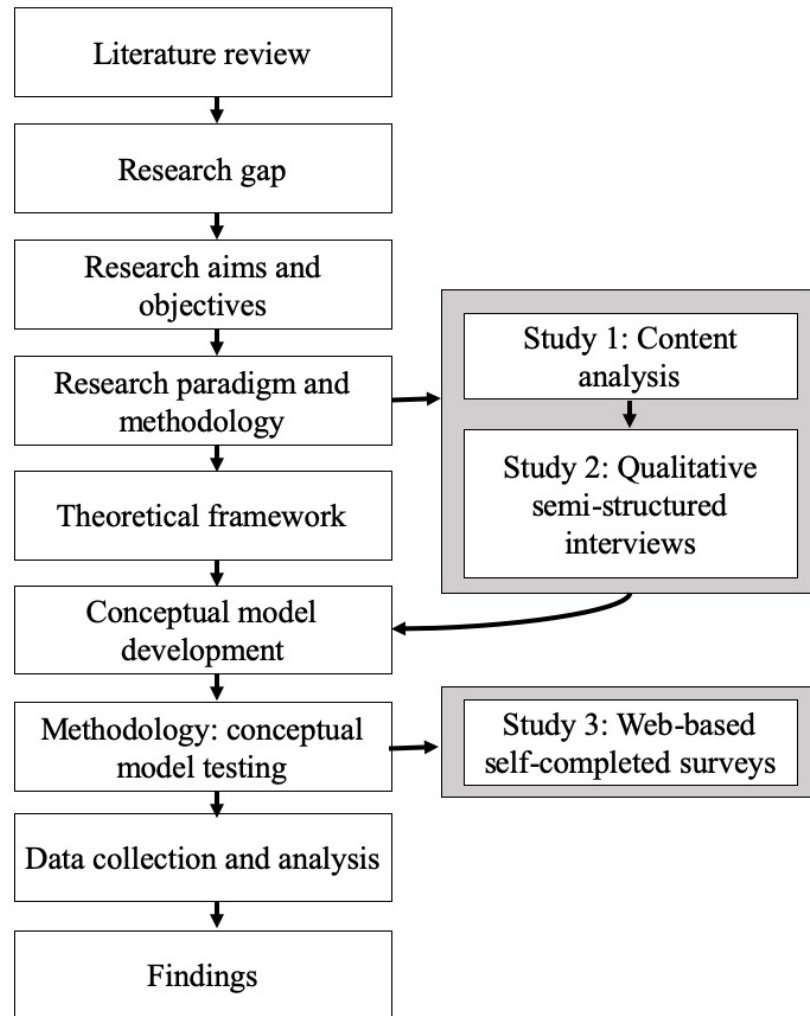 Literature review
Research gap
Research aims and
objectives
Research paradigm and
methodology
Theoretical framework
Conceptual model
development
Methodology: conceptual
model testing
Data collection and analysis
Findings
Study 1: Content
analysis
Study 2: Qualitative
semi-structured
interviews
Study 3: Web-based
self-completed surveys